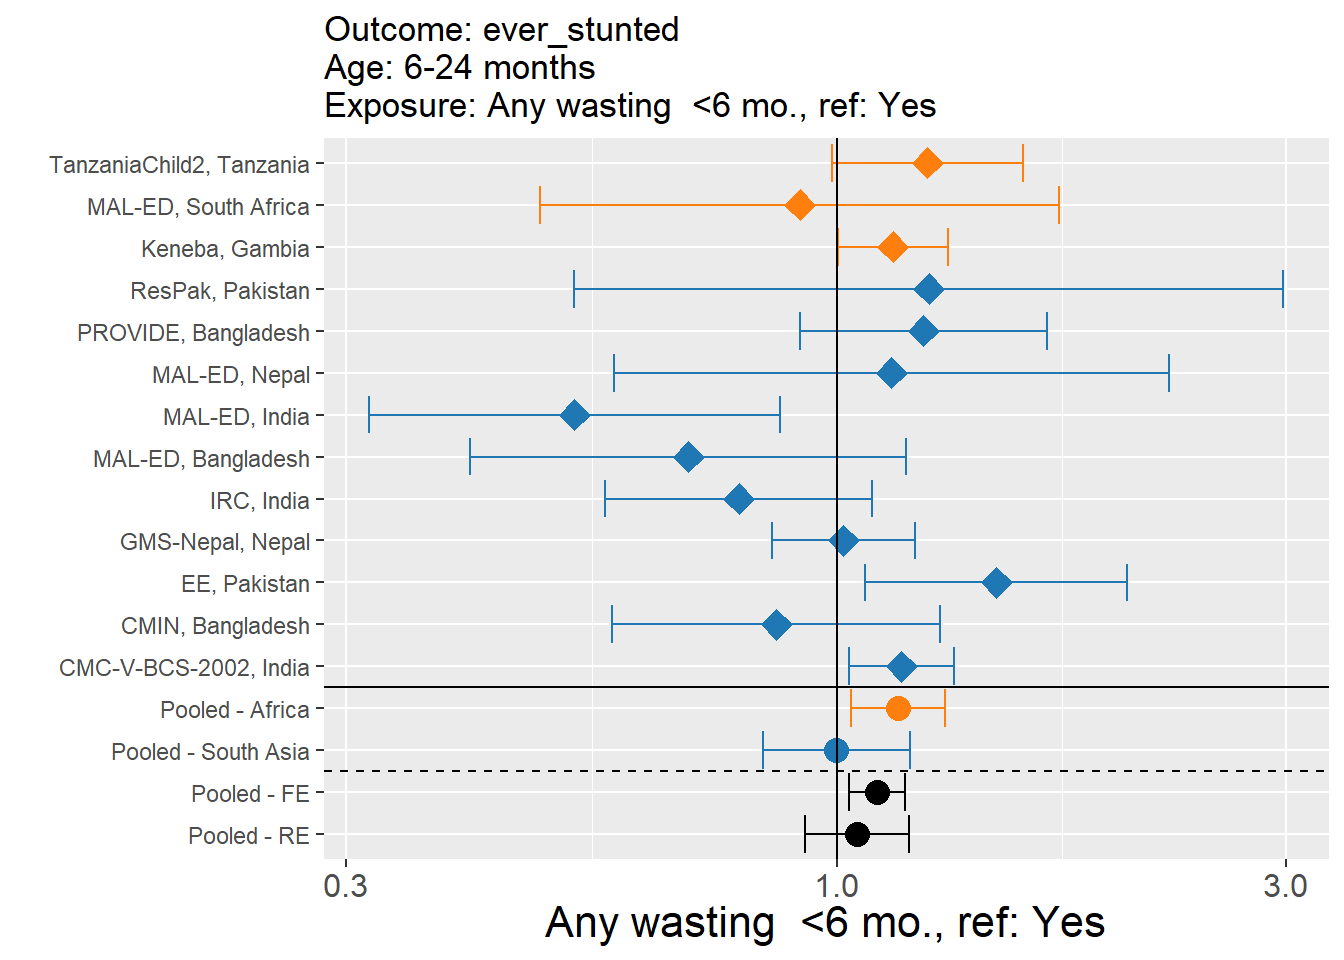 Outcome: ever_stunted
Age: 6-24 months
Exposure: Any wasting  <6 mo., ref: Yes
TanzaniaChild2, Tanzania
MAL-ED, South Africa
Keneba, Gambia
ResPak, Pakistan
PROVIDE, Bangladesh
MAL-ED, Nepal
MAL-ED, India
MAL-ED, Bangladesh
IRC, India
GMS-Nepal, Nepal
EE, Pakistan
CMIN, Bangladesh
CMC-V-BCS-2002, India
Pooled - Africa
Pooled - South Asia
Pooled - FE
Pooled - RE
0.3 1.0 3.0
Any wasting  <6 mo., ref: Yes